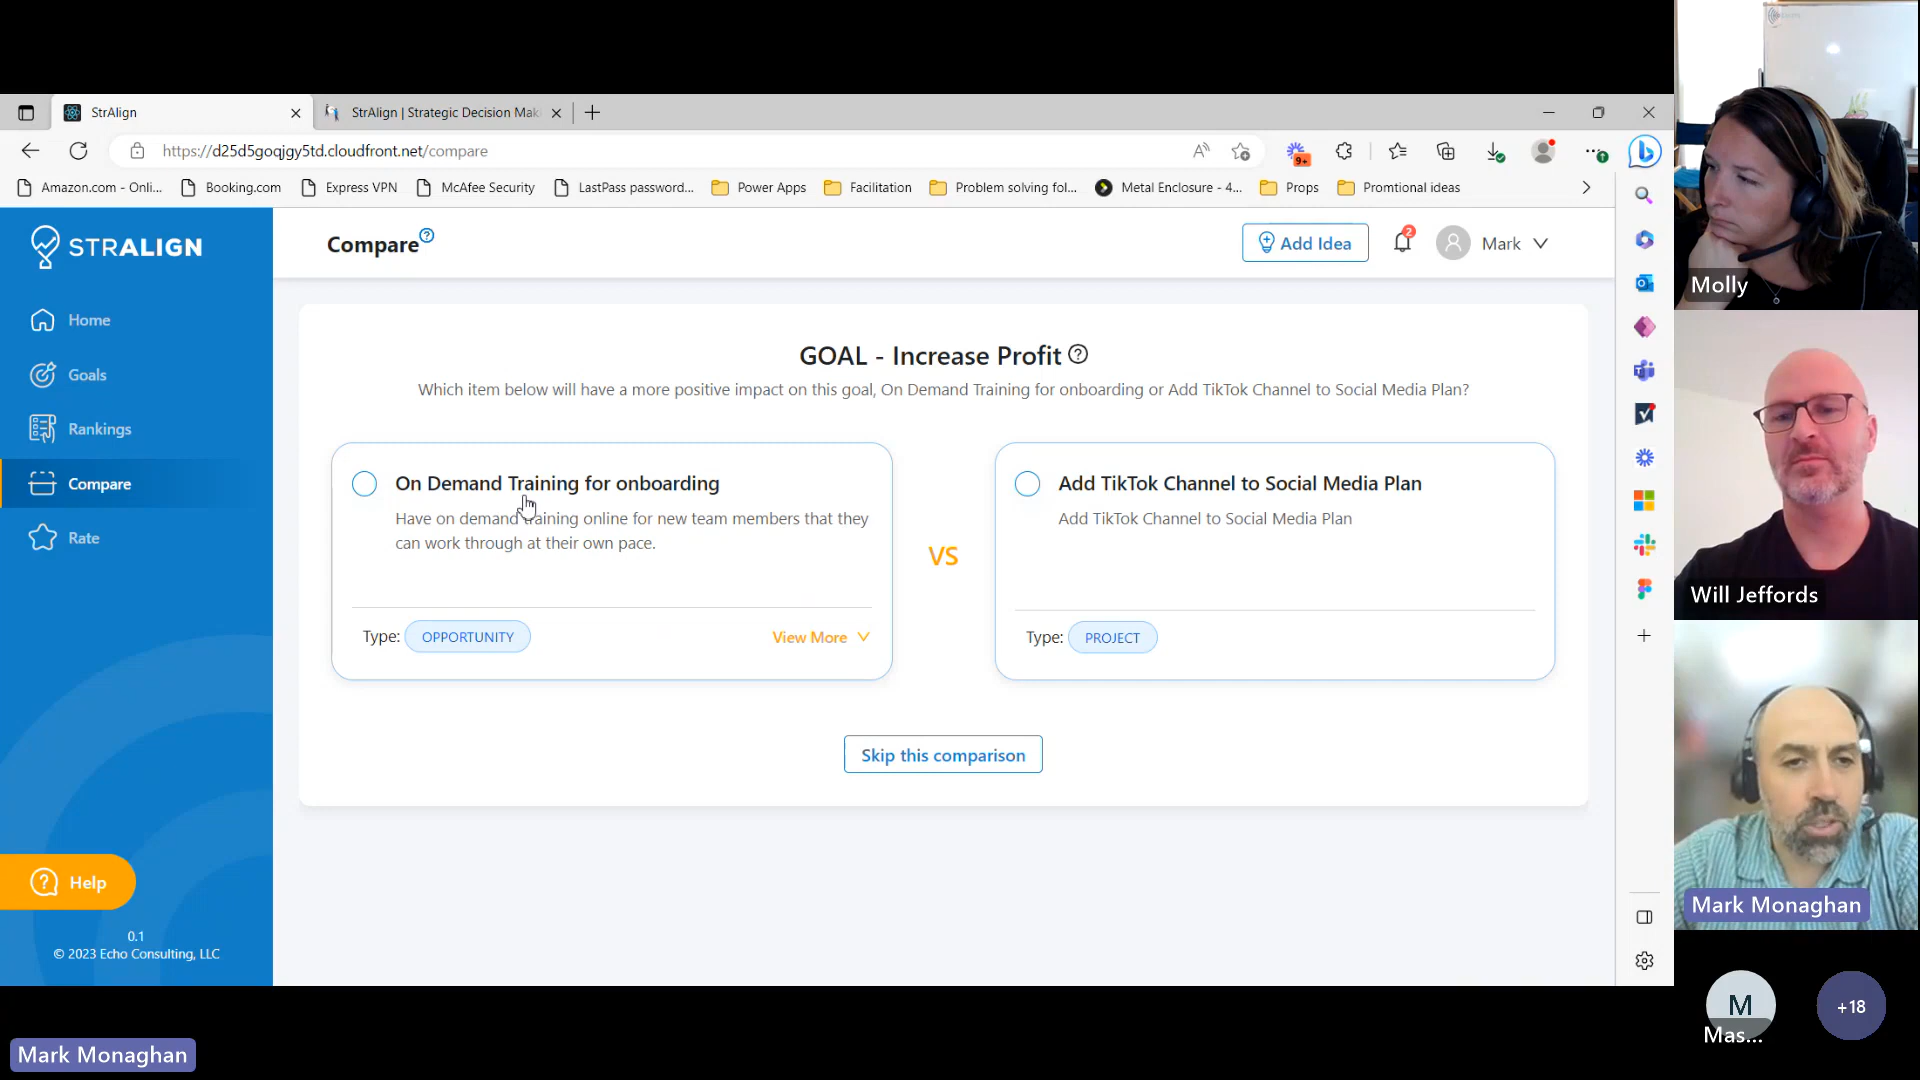 StrAlign
StrAlign | Strategic Decision Mak
https://d25d5goqjgy5td.cloudfront.net/compare
9+
Amazon.com - Onli...
Booking.com
Express VPN
McAfee Security
LastPass password...
Power Apps
Facilitation
Problem solving fol...
Metal Enclosure - 4...
Props
Promtional ideas
STRALIGN
Home
Goals
Rankings
Compare
Rate
Help
0.1
© 2023 Echo Consulting, LLC
Compare
Add Idea
2
Mark
GOAL - Increase Profit
Which item below will have a more positive impact on this goal, On Demand Training for onboarding or Add TikTok Channel to Social Media Plan?
On Demand Training for onboarding
Have on demand training online for new team members that they
can work through at their own pace.
Type: OPPORTUNITY
View More
VS
Add TikTok Channel to Social Media Plan
Add TikTok Channel to Social Media Plan
Type: PROJECT
Skip this comparison
Molly
Will Jeffords
Mark Monaghan
M
Mas...
+18
Mark Monaghan